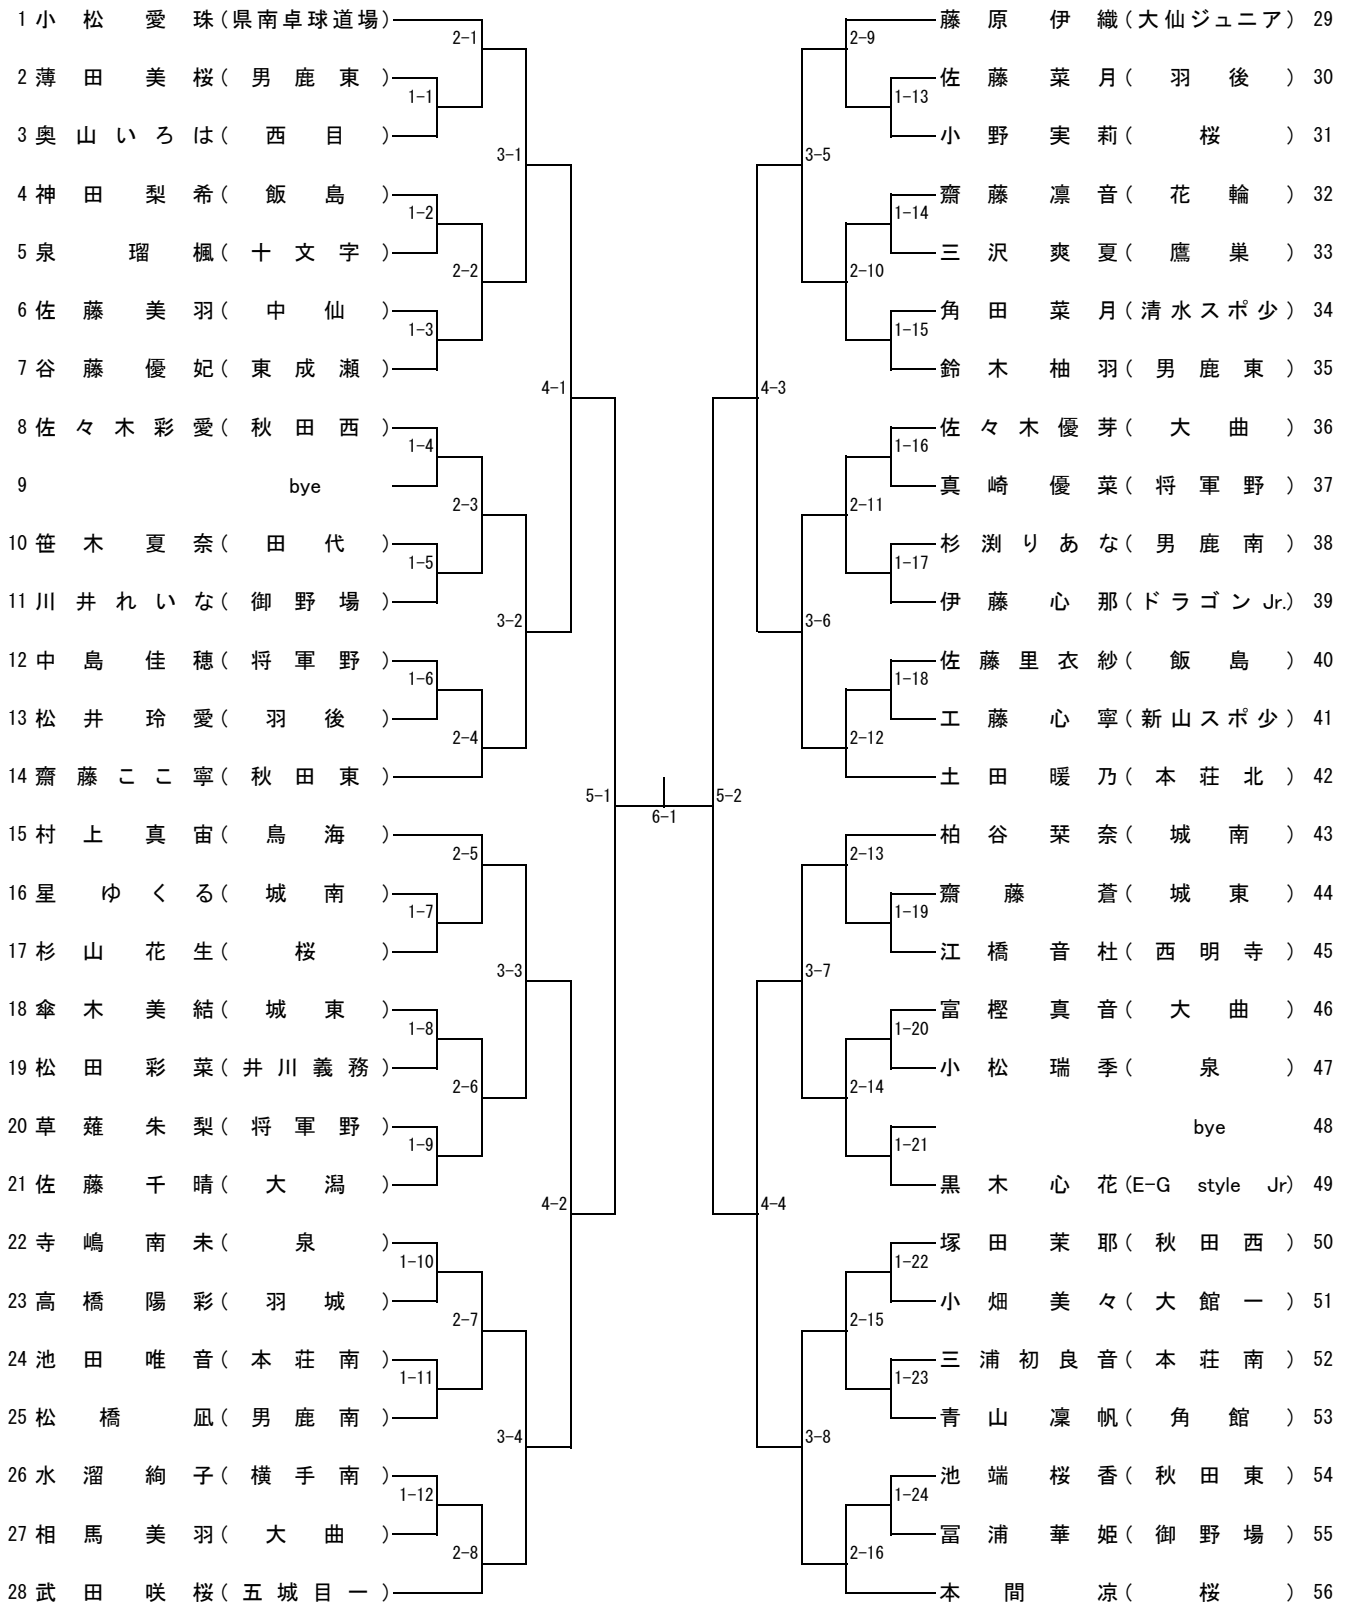 1 小松愛珠(県南卓球道場)
2-1
2 薄田美桜(男鹿東)
1-1
3 奥山いろは(西目)
3-1
4 神田梨希(飯島)
1-2
5 泉瑠楓(十文字)
2-2
6 佐藤美羽(中仙)
1-3
7 谷藤優妃(東成瀬)
4-1
8 佐々木彩愛(秋田西)
1-4
9 bye
2-3
10 笹木夏奈(田代)
1-5
11 川井れいな(御野場)
3-2
12 中島佳穂(将軍野)
1-6
13 松井玲愛(羽後)
2-4
14 齋藤ここ寧(秋田東)
5-1
15 村上真宙(鳥海)
2-5
16 星ゆくる(城南)
1-7
17 杉山花生(桜)
3-3
18 傘木美結(城東)
1-8
19 松田彩菜(井川義務)
2-6
20 草薙朱梨(将軍野)
1-9
21 佐藤千晴(大潟)
4-2
22 寺嶋南未(泉)
1-10
23 高橋陽彩(羽城)
2-7
24 池田唯音(本荘南)
1-11
25 松橋凪(男鹿南)
3-4
26 水溜絢子(横手南)
1-12
27 相馬美羽(大曲)
2-8
28 武田咲桜(五城目一)
6-1
藤原伊織(大仙ジュニア) 29
2-9
佐藤菜月(羽後) 30
1-13
小野実莉(桜) 31
3-5
齋藤凛音(花輪) 32
1-14
三沢爽夏(鷹巣) 33
2-10
角田菜月(清水スポ少) 34
1-15
鈴木柚羽(男鹿東) 35
4-3
佐々木優芽(大曲) 36
1-16
真崎優菜(将軍野) 37
2-11
杉渕りあな(男鹿南) 38
1-17
伊藤心那(ドラゴンJr.) 39
3-6
佐藤里衣紗(飯島) 40
1-18
工藤心寧(新山スポ少) 41
2-12
土田暖乃(本荘北) 42
5-2
柏谷栞奈(城南) 43
2-13
齋藤蒼(城東) 44
1-19
江橋音杜(西明寺) 45
3-7
富樫真音(大曲) 46
1-20
小松瑞季(泉) 47
2-14
bye 48
1-21
黒木心花(E-G style Jr) 49
4-4
塚田茉耶(秋田西) 50
1-22
小畑美々(大館一) 51
2-15
三浦初良音(本荘南) 52
1-23
青山凜帆(角館) 53
3-8
池端桜香(秋田東) 54
1-24
冨浦華姫(御野場) 55
2-16
本間凉(桜) 56